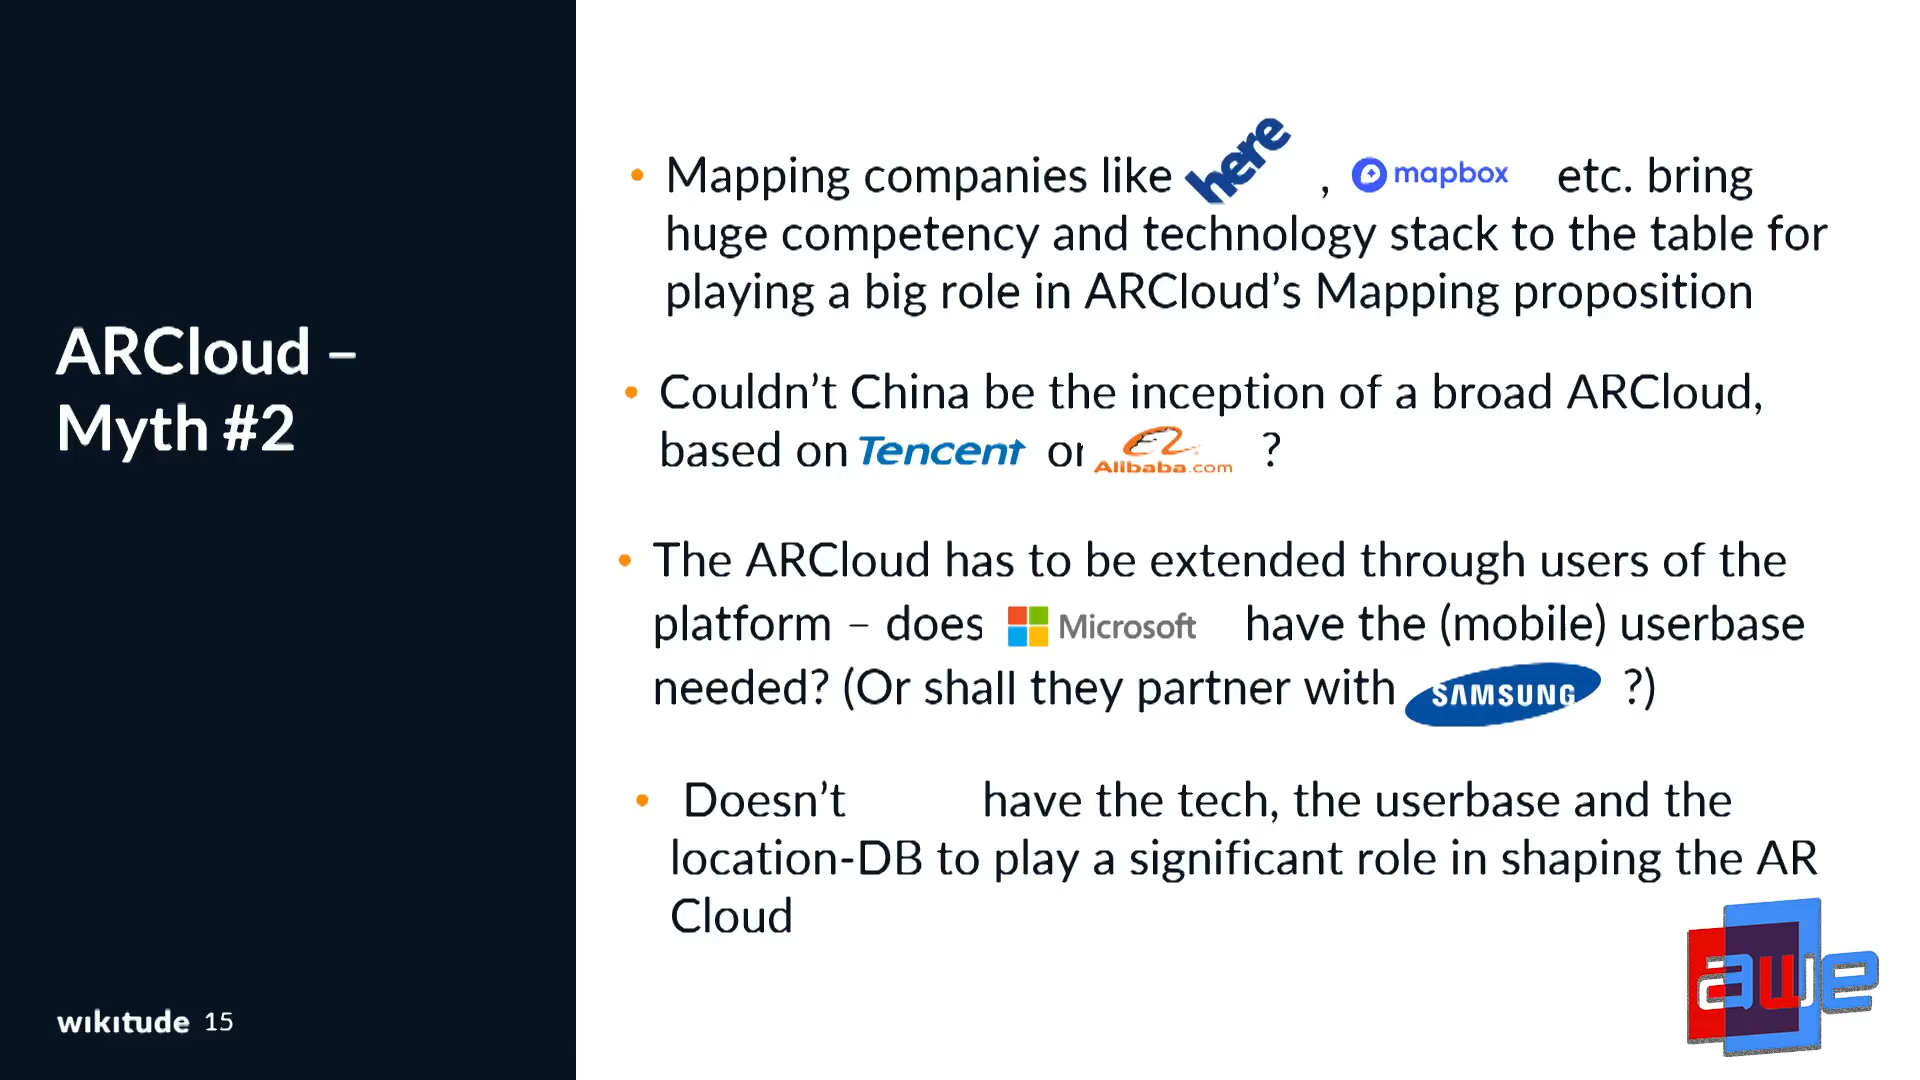 ARCloud –
Myth #2
• Mapping companies like here , mapbox etc. bring
huge competency and technology stack to the table for
playing a big role in ARCloud’s Mapping proposition
• Couldn’t China be the inception of a broad ARCloud,
based on Tencent or Alibaba.com ?
• The ARCloud has to be extended through users of the
platform – does Microsoft have the (mobile) userbase
needed? (Or shall they partner with SAMSUNG ?)
• Doesn’t have the tech, the userbase and the
location-DB to play a significant role in shaping the AR
Cloud
wikitude 15
awe